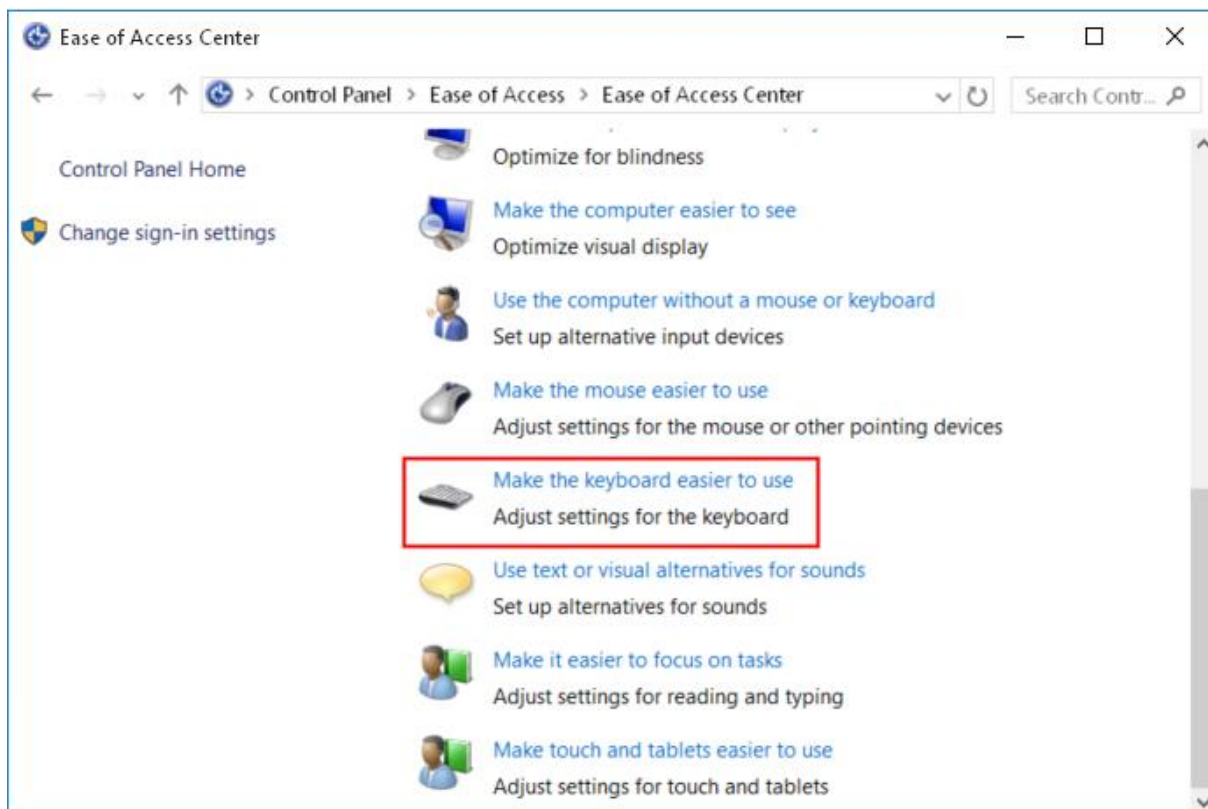 Ease of Access Center
Control Panel > Ease of Access > Ease of Access Center
Search Contr...
Control Panel Home
Change sign-in settings
Optimize for blindness
Make the computer easier to see
Optimize visual display
Use the computer without a mouse or keyboard
Set up alternative input devices
Make the mouse easier to use
Adjust settings for the mouse or other pointing devices
Make the keyboard easier to use
Adjust settings for the keyboard
Use text or visual alternatives for sounds
Set up alternatives for sounds
Make it easier to focus on tasks
Adjust settings for reading and typing
Make touch and tablets easier to use
Adjust settings for touch and tablets